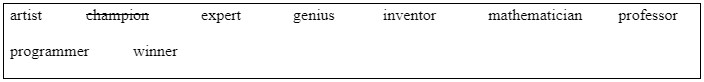 artist champion expert genius inventor mathematician professor
programmer winner